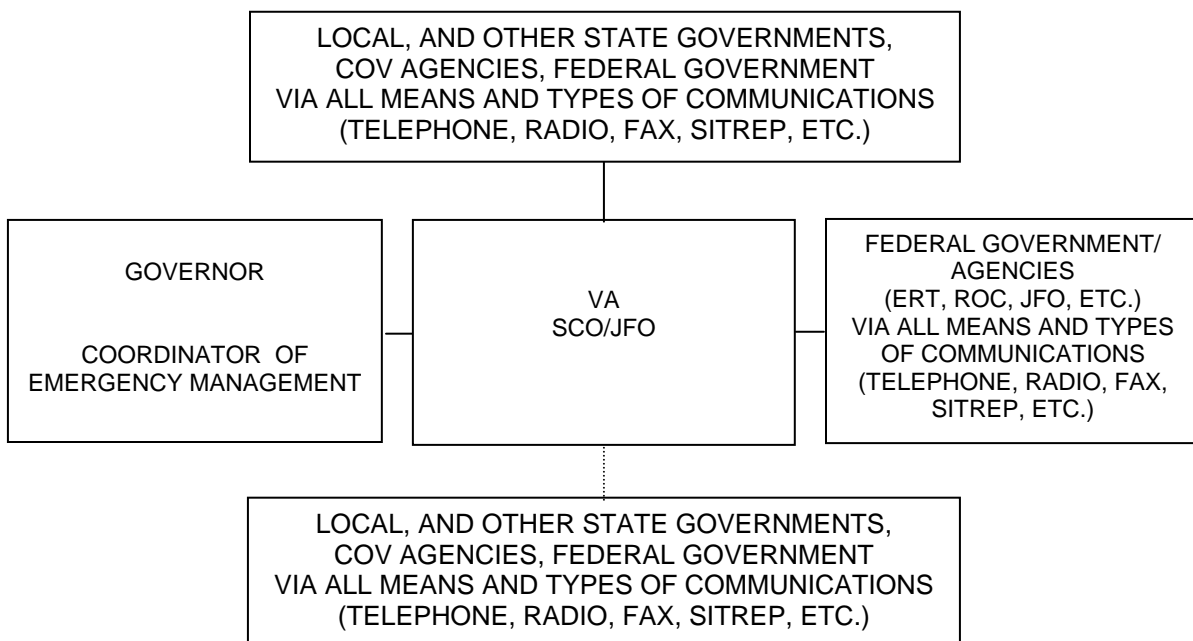 LOCAL, AND OTHER STATE GOVERNMENTS,
COV AGENCIES, FEDERAL GOVERNMENT
VIA ALL MEANS AND TYPES OF COMMUNICATIONS
(TELEPHONE, RADIO, FAX, SITREP, ETC.)
GOVERNOR
COORDINATOR OF
EMERGENCY MANAGEMENT
VA
SCO/JFO
FEDERAL GOVERNMENT/
AGENCIES
(ERT, ROC, JFO, ETC.)
VIA ALL MEANS AND TYPES
OF COMMUNICATIONS
(TELEPHONE, RADIO, FAX,
SITREP, ETC.)
LOCAL, AND OTHER STATE GOVERNMENTS,
COV AGENCIES, FEDERAL GOVERNMENT
VIA ALL MEANS AND TYPES OF COMMUNICATIONS
(TELEPHONE, RADIO, FAX, SITREP, ETC.)